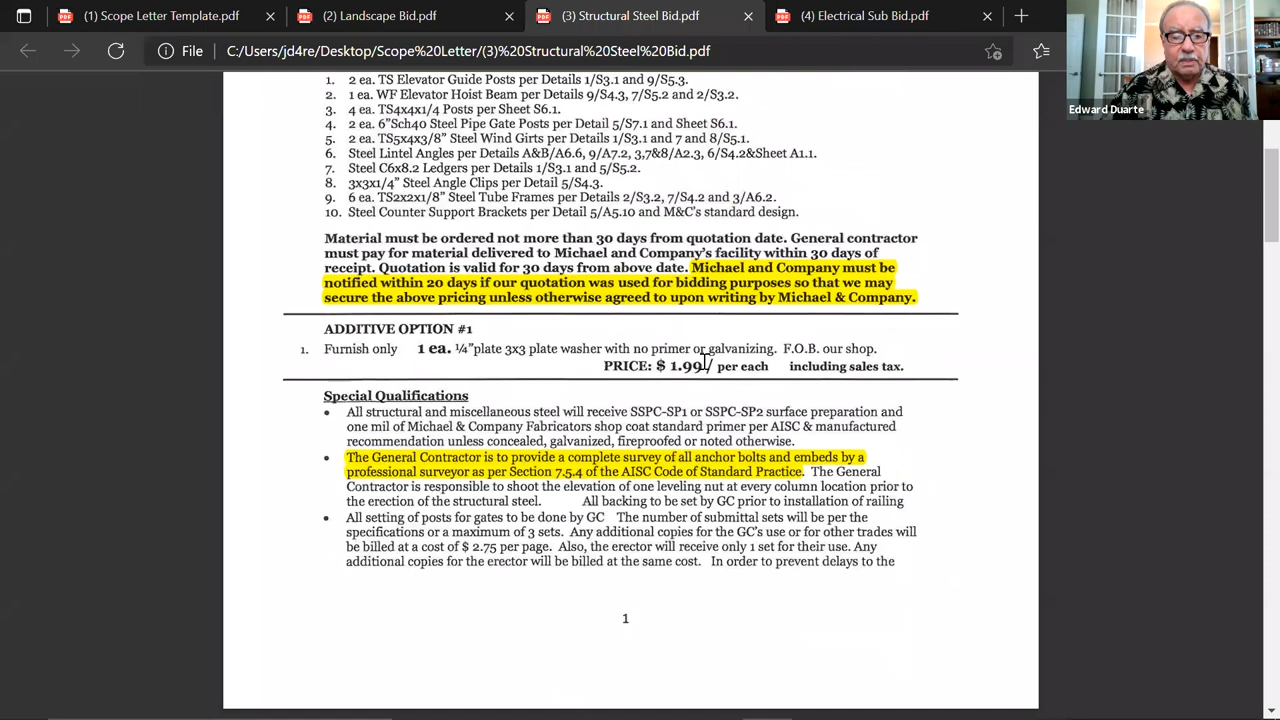 (1) Scope Letter Template.pdf
(2) Landscape Bid.pdf
(3) Structural Steel Bid.pdf
(4) Electrical Sub Bid.pdf
File C:/Users/jd4re/Desktop/Scope%20Letter/(3)%20Structural%20Steel%20Bid.pdf
Edward Duarte
1. 2 ea. TS Elevator Guide Posts per Details 1/S3.1 and 9/S5.3.
2. 1 ea. WF Elevator Hoist Beam per Details 9/S4.3, 7/S5.2 and 2/S3.2.
3. 4 ea. TS4x4x1/4 Posts per Sheet S6.1.
4. 2 ea. 6"Sch40 Steel Pipe Gate Posts per Detail 5/S7.1 and Sheet S6.1.
5. 2 ea. TS5x4x3/8" Steel Wind Girts per Details 1/S3.1 and 7 and 8/S5.1.
6. Steel Lintel Angles per Details A&B/A6.6, 9/A7.2, 3,7&8/A2.3, 6/S4.2&Sheet A1.1.
7. Steel C6x8.2 Ledgers per Details 1/S3.1 and 5/S5.2.
8. 3x3x1/4" Steel Angle Clips per Detail 5/S4.3.
9. 6 ea. TS2x2x1/8" Steel Tube Frames per Details 2/S3.2, 7/S4.2 and 3/A6.2.
10. Steel Counter Support Brackets per Detail 5/A5.10 and M&C's standard design.
Material must be ordered not more than 30 days from quotation date. General contractor
must pay for material delivered to Michael and Company's facility within 30 days of
receipt. Quotation is valid for 30 days from above date. Michael and Company must be
notified within 20 days if our quotation was used for bidding purposes so that we may
secure the above pricing unless otherwise agreed to upon writing by Michael & Company.
ADDITIVE OPTION #1
1. Furnish only 1 ea. ¼"plate 3x3 plate washer with no primer or galvanizing. F.O.B. our shop.
PRICE: $ 1.99/ per each including sales tax.
Special Qualifications
• All structural and miscellaneous steel will receive SSPC-SP1 or SSPC-SP2 surface preparation and
one mil of Michael & Company Fabricators shop coat standard primer per AISC & manufactured
recommendation unless concealed, galvanized, fireproofed or noted otherwise.
• The General Contractor is to provide a complete survey of all anchor bolts and embeds by a
professional surveyor as per Section 7.5.4 of the AISC Code of Standard Practice. The General
Contractor is responsible to shoot the elevation of one leveling nut at every column location prior to
the erection of the structural steel. All backing to be set by GC prior to installation of railing
• All setting of posts for gates to be done by GC The number of submittal sets will be per the
specifications or a maximum of 3 sets. Any additional copies for the GC's use or for other trades will
be billed at a cost of $ 2.75 per page. Also, the erector will receive only 1 set for their use. Any
additional copies for the erector will be billed at the same cost. In order to prevent delays to the
1